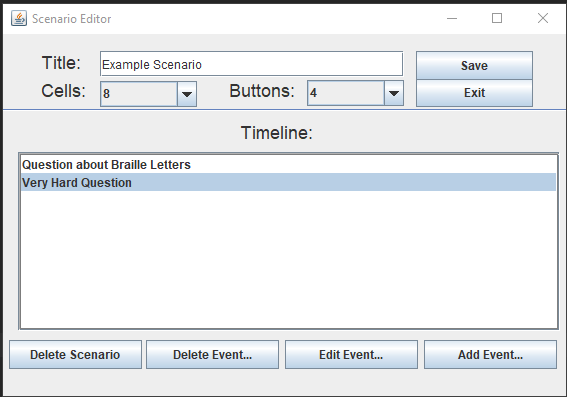 Scenario Editor
Title: Example Scenario Save
Cells: 8 Buttons: 4 Exit
Timeline:
Question about Braille Letters
Very Hard Question
Delete Scenario Delete Event... Edit Event... Add Event...